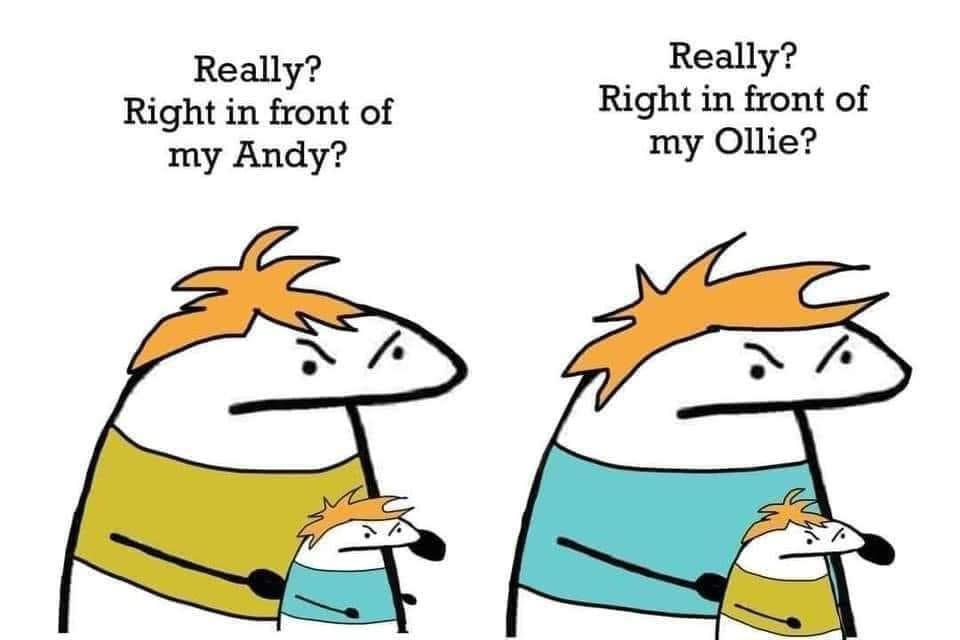 Really?
Right in front of
my Andy?
Really?
Right in front of
my Ollie?